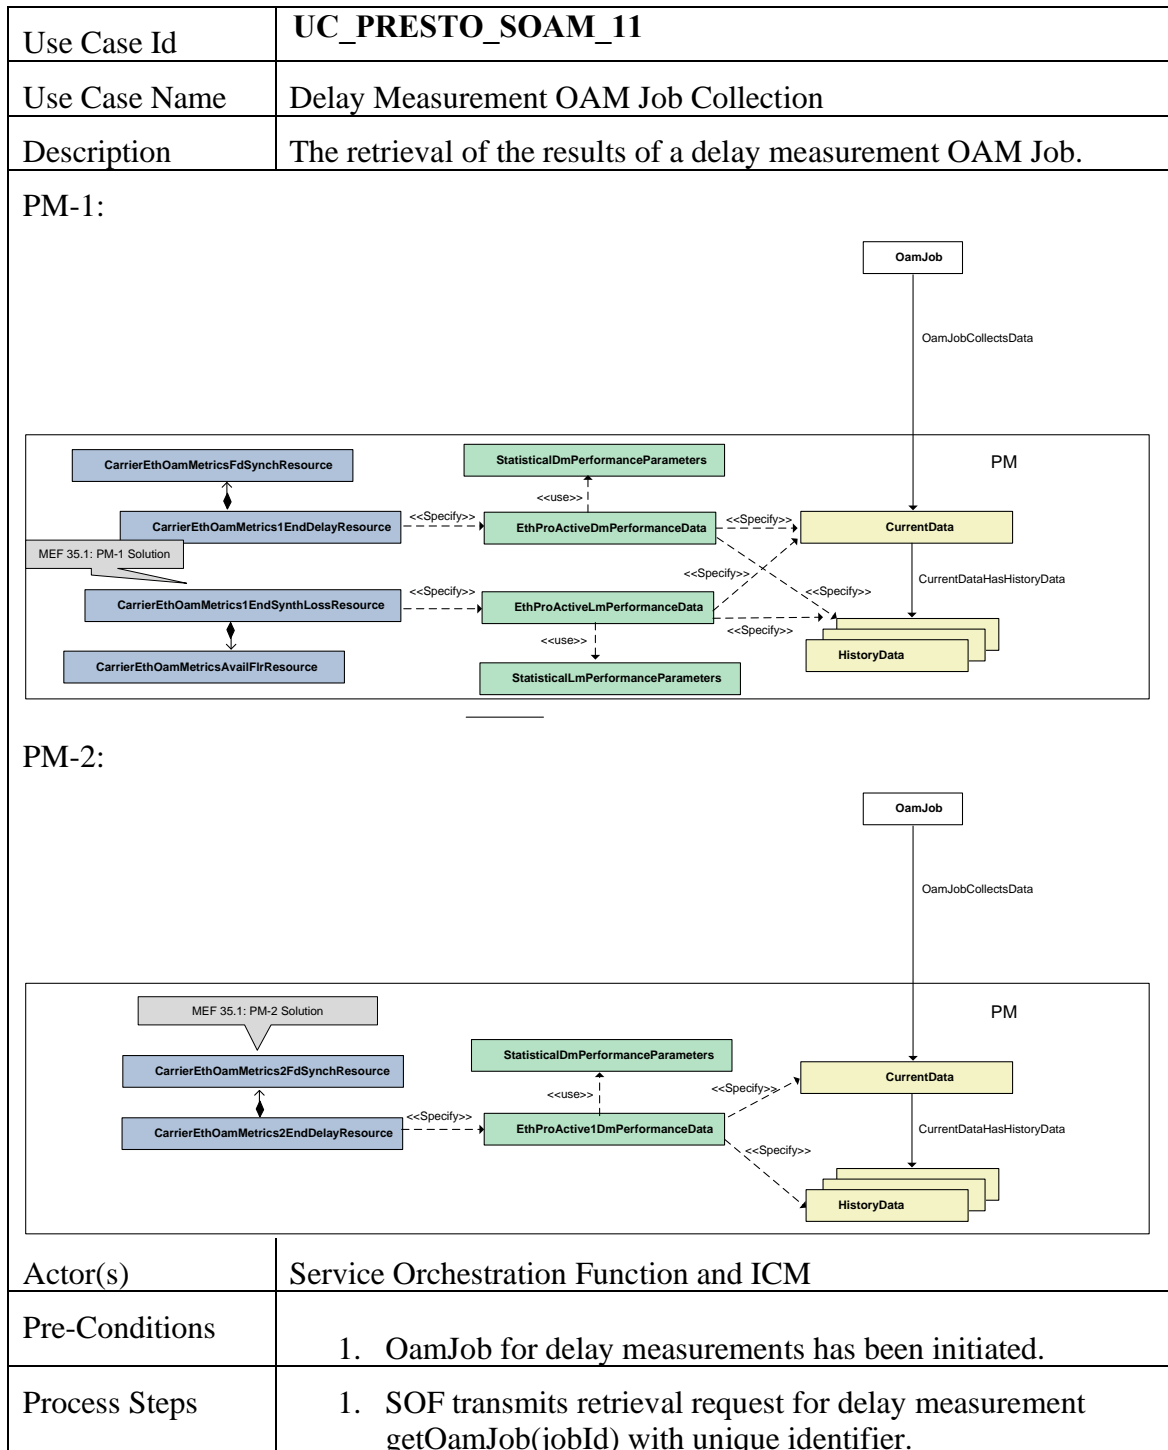 Use Case Id
UC_PRESTO_SOAM_11
Use Case Name
Delay Measurement OAM Job Collection
Description
The retrieval of the results of a delay measurement OAM Job.
PM-1:
OamJob
OamJobCollectsData
PM
CarrierEthOamMetricsFdSynchResource
StatisticalDmPerformanceParameters
<<use>>
CarrierEthOamMetrics1EndDelayResource
<<Specify>>
EthProActiveDmPerformanceData
<<Specify>>
CurrentData
MEF 35.1: PM-1 Solution
<<Specify>>
CurrentDataHasHistoryData
CarrierEthOamMetrics1EndSynthLossResource
<<Specify>>
EthProActiveLmPerformanceData
<<Specify>>
<<Specify>>
<<use>>
HistoryData
CarrierEthOamMetricsAvailFlrResource
StatisticalLmPerformanceParameters
PM-2:
OamJob
OamJobCollectsData
MEF 35.1: PM-2 Solution
PM
CarrierEthOamMetrics2FdSynchResource
StatisticalDmPerformanceParameters
<<use>>
<<Specify>>
CurrentData
CarrierEthOamMetrics2EndDelayResource
<<Specify>>
EthProActive1DmPerformanceData
CurrentDataHasHistoryData
<<Specify>>
HistoryData
Actor(s)
Service Orchestration Function and ICM
Pre-Conditions
1. OamJob for delay measurements has been initiated.
Process Steps
1. SOF transmits retrieval request for delay measurement
getOamJob(jobId) with unique identifier.